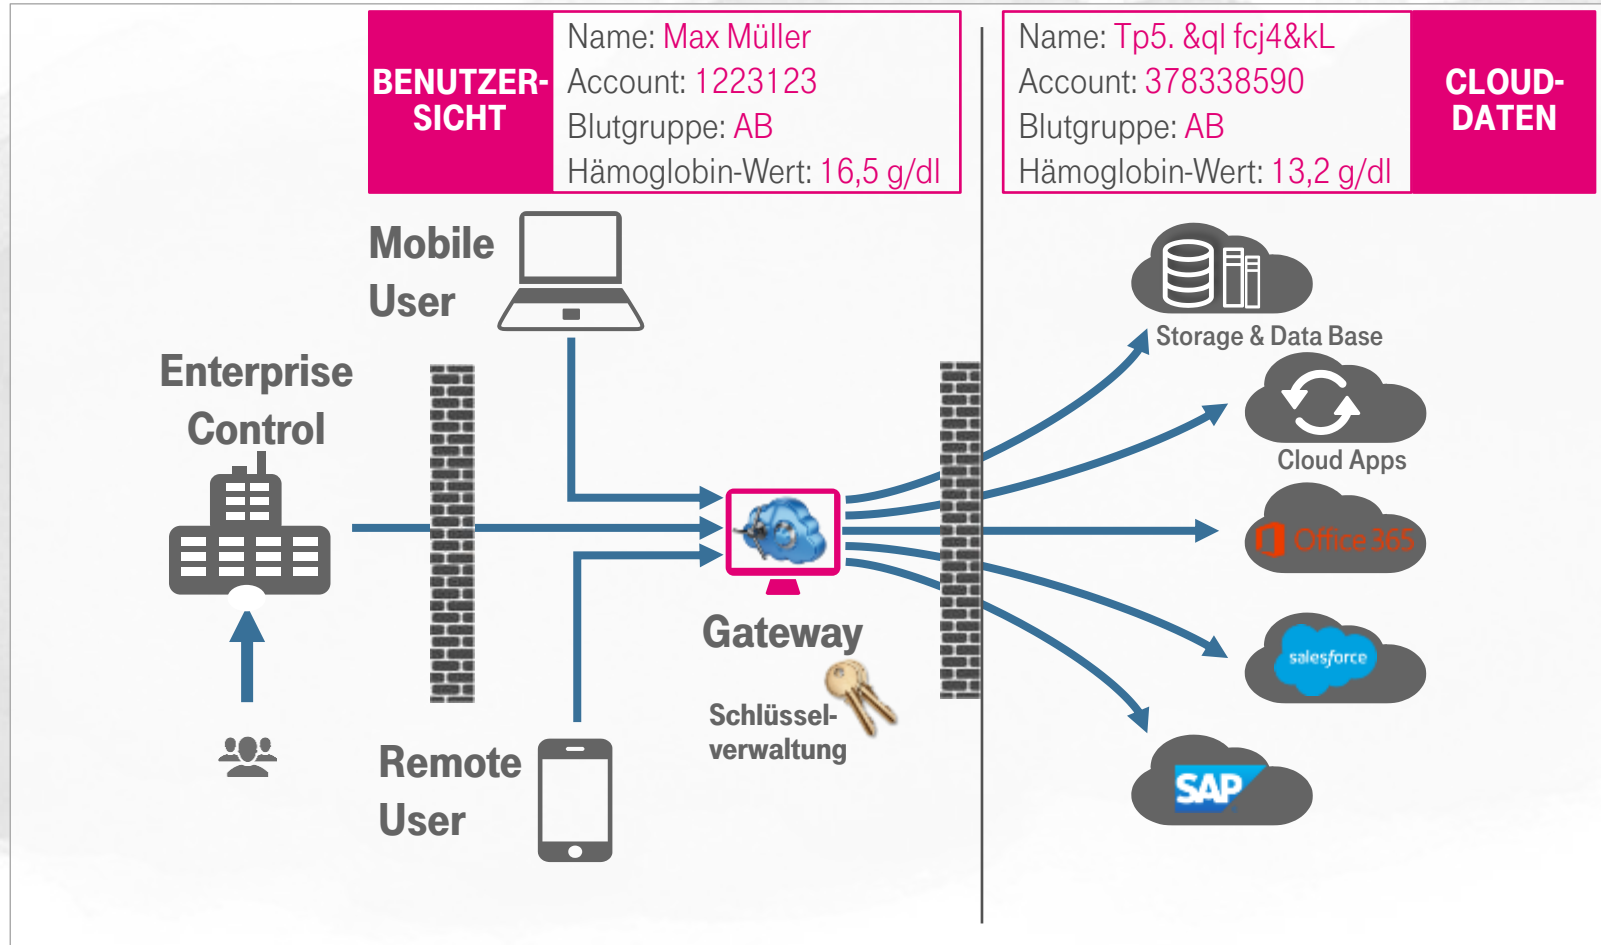 BENUTZER-
SICHT
Name: Max Müller
Account: 1223123
Blutgruppe: AB
Hämoglobin-Wert: 16,5 g/dl
Name: Tp5. &ql fcj4&kL
Account: 378338590
Blutgruppe: AB
Hämoglobin-Wert: 13,2 g/dl
CLOUD-
DATEN
Mobile
User
Enterprise
Control
Remote
User
Gateway
Schlüssel-
verwaltung
Storage & Data Base
Cloud Apps
Office 365
salesforce
SAP